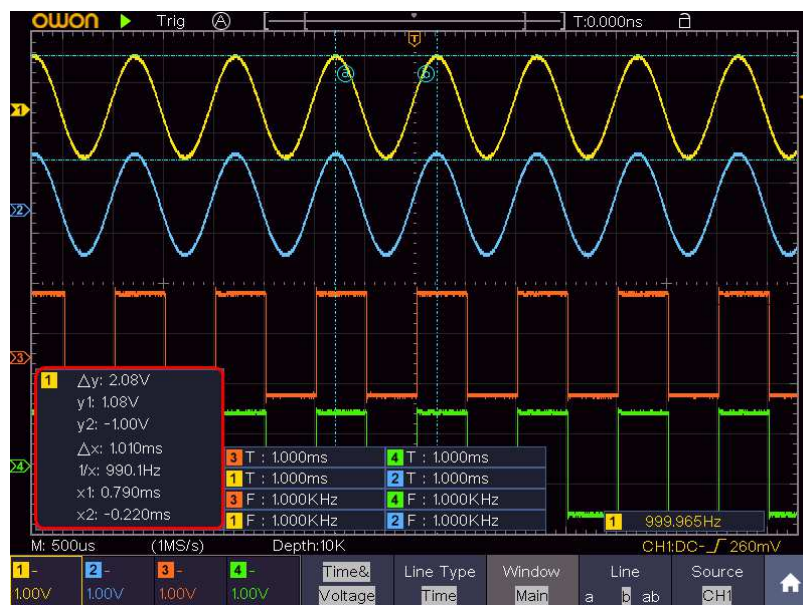 OWON Trig A T:0.000ns
T
1
2
3
4
a b
1 △y: 2.08V
y1: 1.08V
y2: -1.00V
△x: 1.010ms
1/x: 990.1Hz
x1: 0.790ms
x2: -0.220ms
3 T : 1.000ms 4 T : 1.000ms
1 T : 1.000ms 2 T : 1.000ms
3 F : 1.000KHz 4 F : 1.000KHz
1 F : 1.000KHz 2 F : 1.000KHz
1 999.965Hz
M: 500us (1MS/s) Depth:10K CH1:DC- 260mV
1 - 2 - 3 - 4 - Time& Line Type Window Line Source
1.00V 1.00V 1.00V 1.00V Voltage Time Main a b ab CH1